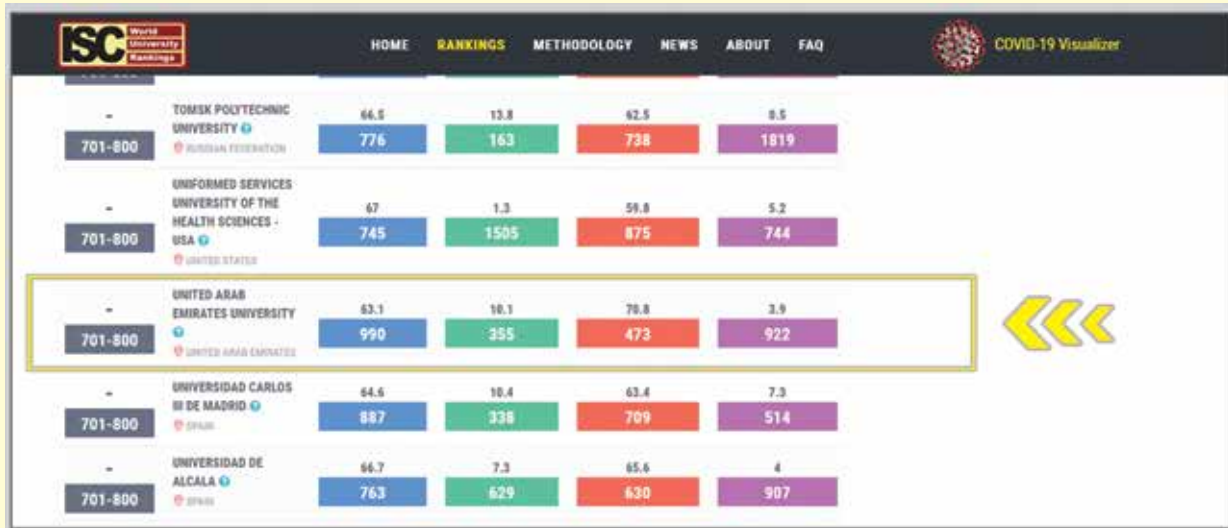 ISC World University Rankings
HOME RANKINGS METHODOLOGY NEWS ABOUT FAQ
COVID-19 Visualizer
-
701-800
TOMSK POLYTECHNIC
UNIVERSITY
RUSSIAN FEDERATION
66.5 13.8 62.5
776 163 738 1819
-
701-800
UNIFORMED SERVICES
UNIVERSITY OF THE
HEALTH SCIENCES -
USA
UNITED STATES
67 1.3 59.8 5.2
745 1505 875 744
-
701-800
UNITED ARAB
EMIRATES UNIVERSITY
UNITED ARAB EMIRATES
63.1 10.1 70.8 3.9
990 355 473 922
-
701-800
UNIVERSIDAD CARLOS
III DE MADRID
SPAIN
64.6 10.4 63.4 7.3
887 338 709 514
-
701-800
UNIVERSIDAD DE
ALCALA
SPAIN
66.7 7.3 65.6 4
763 629 630 907